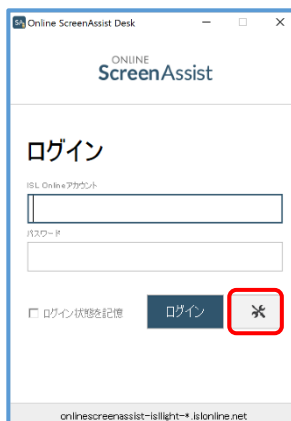 Online ScreenAssist Desk
ONLINE
ScreenAssist
ログイン
ISL Onlineアカウント
パスワード
ログイン状態を記憶
ログイン
onlinescreenassist-isllight-*.islonline.net